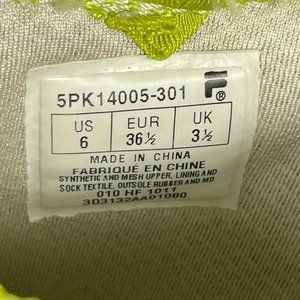 5PK14005-301
F®
US EUR UK
6 36½ 3½
MADE IN CHINA
FABRIQUÉ EN CHINE
SYNTHETIC AND MESH UPPER, LINING AND
SOCK TEXTILE, OUTSOLE RUBBER AND MD
010 HF 1011
3D3132AA01080